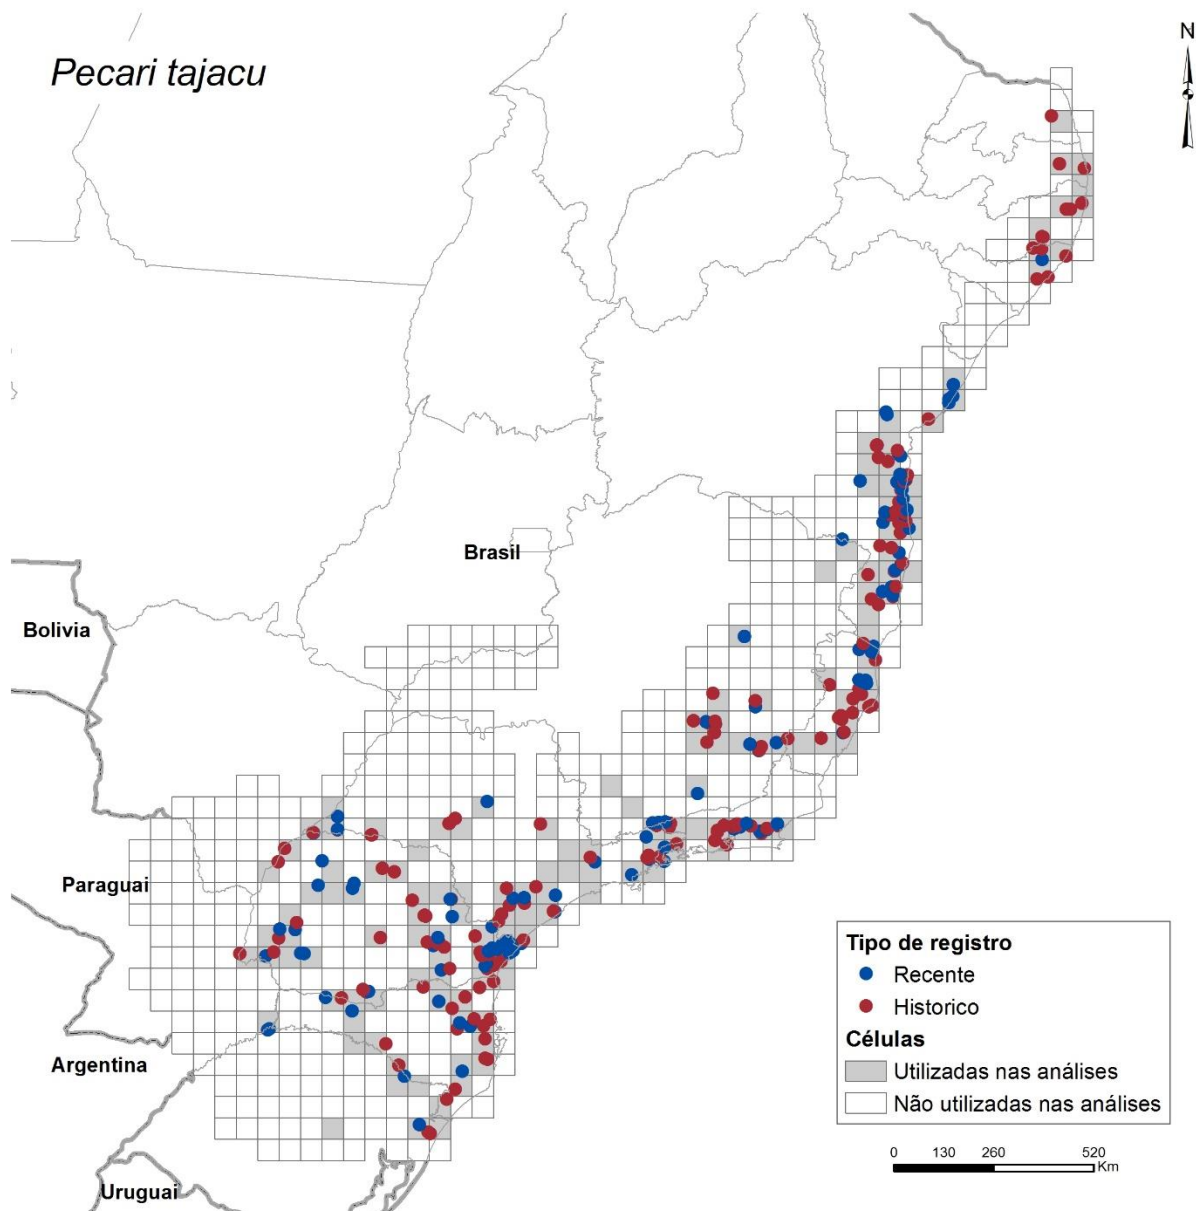 Pecari tajacu
N
Brasil
Bolivia
Paraguai
Argentina
Uruguai
Tipo de registro
Recente
Historico
Células
Utilizadas nas análises
Não utilizadas nas análises
0 130 260 520
Km